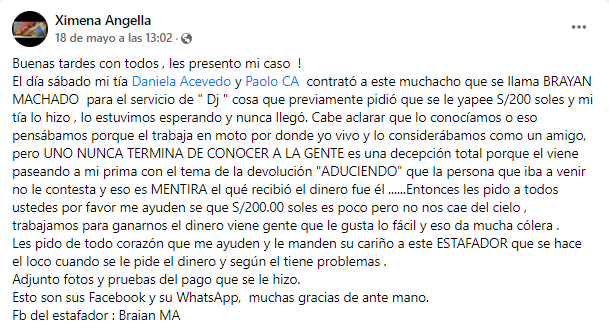 Ximena Angella
18 de mayo a las 13:02 ·
Buenas tardes con todos , les presento mi caso !
El día sábado mi tía Daniela Acevedo y Paolo CA contrató a este muchacho que se llama BRAYAN
MACHADO para el servicio de " Dj " cosa que previamente pidió que se le yapee S/200 soles y mi
tía lo hizo , lo estuvimos esperando y nunca llegó. Cabe aclarar que lo conocíamos o eso
pensábamos porque el trabaja en moto por donde yo vivo y lo considerábamos como un amigo,
pero UNO NUNCA TERMINA DE CONOCER A LA GENTE es una decepción total porque el viene
paseando a mi prima con el tema de la devolución "ADUCIENDO" que la persona que iba a venir
no le contesta y eso es MENTIRA el qué recibió el dinero fue él ......Entonces les pido a todos
ustedes por favor me ayuden se que S/200.00 soles es poco pero no nos cae del cielo ,
trabajamos para ganarnos el dinero viene gente que le gusta lo fácil y eso da mucha cólera .
Les pido de todo corazón que me ayuden y le manden su cariño a este ESTAFADOR que se hace
el loco cuando se le pide el dinero y según el tiene problemas .
Adjunto fotos y pruebas del pago que se le hizo.
Esto son sus Facebook y su WhatsApp, muchas gracias de ante mano.
Fb del estafador : Braian MA